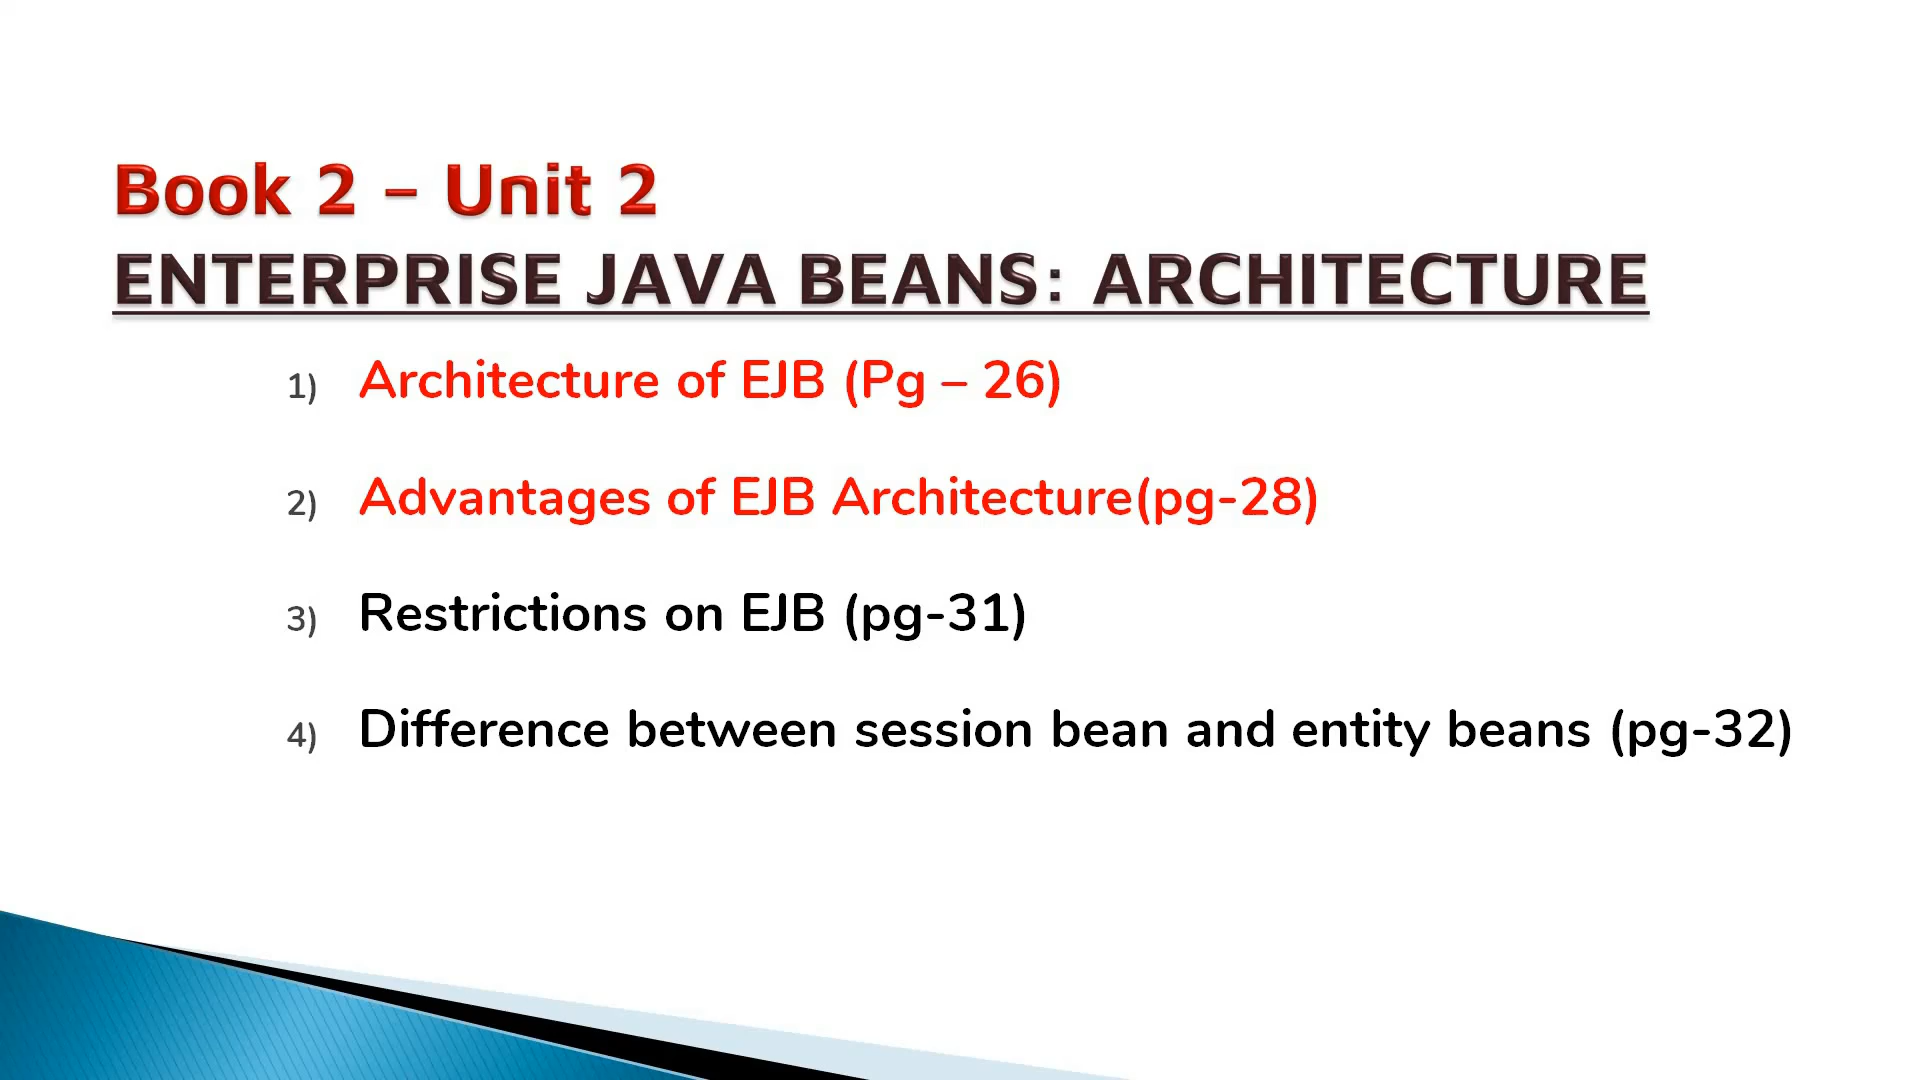 Book 2 – Unit 2
ENTERPRISE JAVA BEANS: ARCHITECTURE
1) Architecture of EJB (Pg – 26)
2) Advantages of EJB Architecture(pg-28)
3) Restrictions on EJB (pg-31)
4) Difference between session bean and entity beans (pg-32)